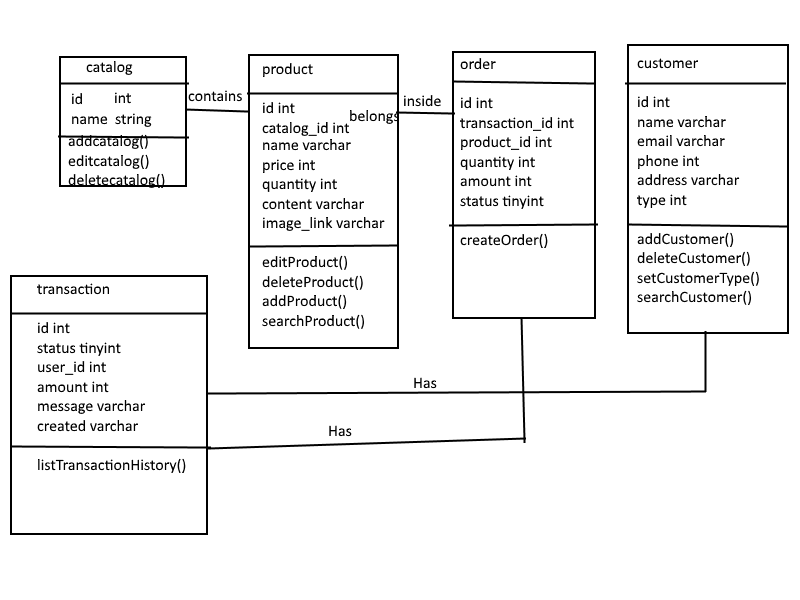 catalog
id int
name string
addcatalog()
editcatalog()
deletecatalog()
contains
product
id int
catalog_id int
name varchar
price int
quantity int
content varchar
image_link varchar
editProduct()
deleteProduct()
addProduct()
searchProduct()
belongs
inside
order
id int
transaction_id int
product_id int
quantity int
amount int
status tinyint
createOrder()
customer
id int
name varchar
email varchar
phone int
address varchar
type int
addCustomer()
deleteCustomer()
setCustomerType()
searchCustomer()
transaction
id int
status tinyint
user_id int
amount int
message varchar
created varchar
listTransactionHistory()
Has
Has